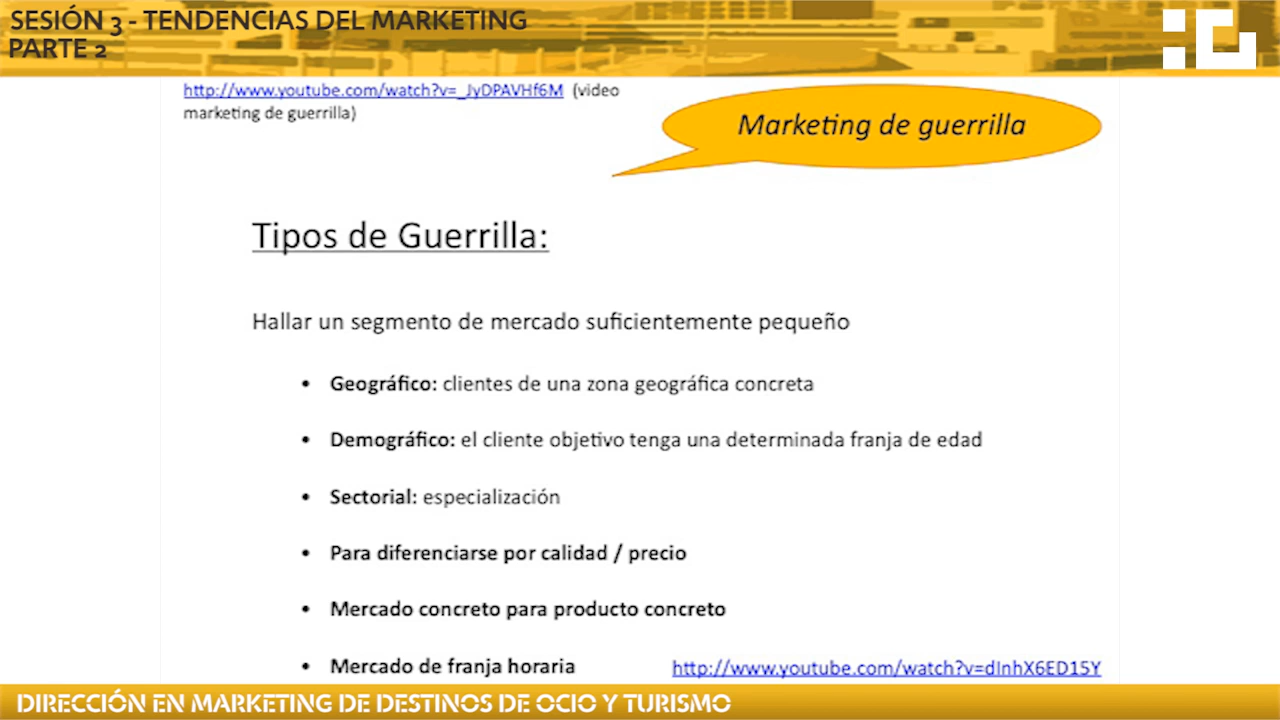 SESIÓN 3 - TENDENCIAS DEL MARKETING
PARTE 2
http://www.youtube.com/watch?v=_JyDPAVHf6M (video
marketing de guerrilla)
Marketing de guerrilla
Tipos de Guerrilla:
Hallar un segmento de mercado suficientemente pequeño
• Geográfico: clientes de una zona geográfica concreta
• Demográfico: el cliente objetivo tenga una determinada franja de edad
• Sectorial: especialización
• Para diferenciarse por calidad / precio
• Mercado concreto para producto concreto
• Mercado de franja horaria
http://www.youtube.com/watch?v=dInhX6ED15Y
DIRECCIÓN EN MARKETING DE DESTINOS DE OCIO Y TURISMO